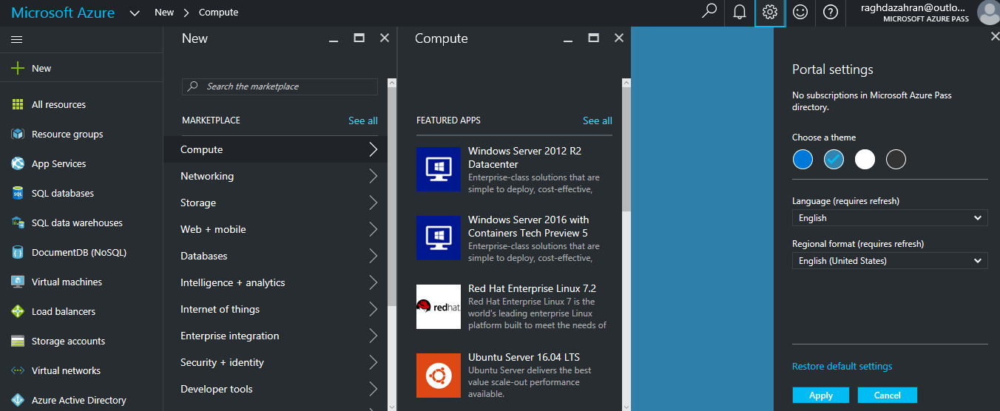 Microsoft Azure New Compute
raghdazahran@outlo...
MICROSOFT AZURE PASS
New
All resources
Resource groups
App Services
SQL databases
SQL data warehouses
DocumentDB (NoSQL)
Virtual machines
Load balancers
Storage accounts
Virtual networks
Azure Active Directory
New
Search the marketplace
MARKETPLACE See all
Compute
Networking
Storage
Web + mobile
Databases
Intelligence + analytics
Internet of things
Enterprise integration
Security + identity
Developer tools
Compute
FEATURED APPS See all
Windows Server 2012 R2
Datacenter
Enterprise-class solutions that are
simple to deploy, cost-effective,
Windows Server 2016 with
Containers Tech Preview 5
Enterprise-class solutions that are
simple to deploy, cost-effective,
redhat
Red Hat Enterprise Linux 7.2
Red Hat Enterprise Linux 7 is the
world's leading enterprise Linux
platform built to meet the needs of
Ubuntu Server 16.04 LTS
Ubuntu Server delivers the best
value scale-out performance
available.
Portal settings
No subscriptions in Microsoft Azure Pass
directory.
Choose a theme
Language (requires refresh)
English
Regional format (requires refresh)
English (United States)
Restore default settings
Apply Cancel